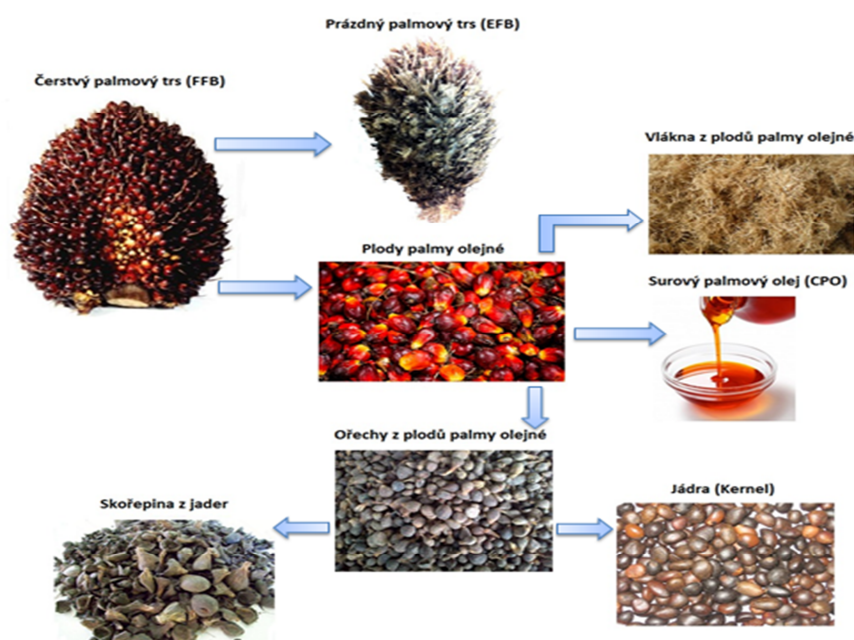 Prázdný palmový trs (EFB)
Čerstvý palmový trs (FFB)
Vlákna z plodů palmy olejné
Plody palmy olejné
Surový palmový olej (CPO)
Ořechy z plodů palmy olejné
Jádra (Kernel)
Skořepina z jader